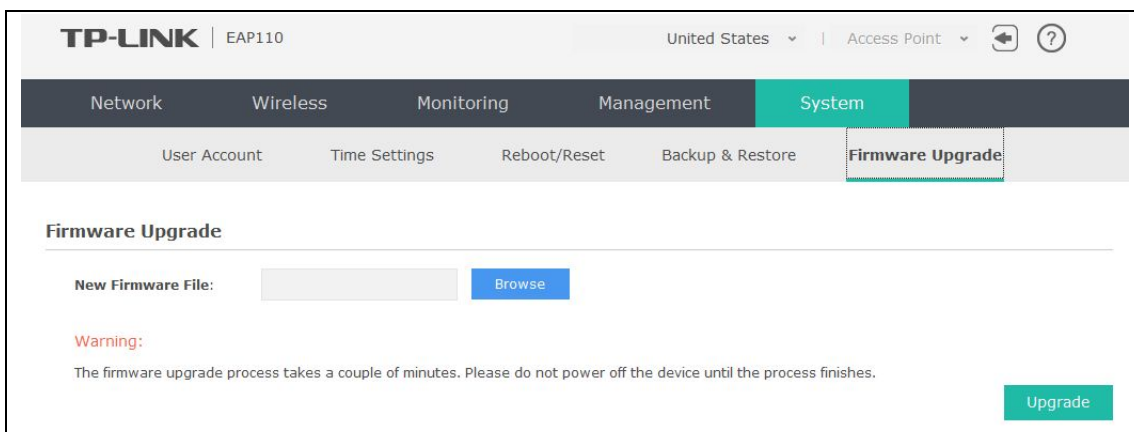 TP-LINK | EAP110 United States | Access Point ?
Network Wireless Monitoring Management System
User Account Time Settings Reboot/Reset Backup & Restore Firmware Upgrade
Firmware Upgrade
New Firmware File: Browse
Warning:
The firmware upgrade process takes a couple of minutes. Please do not power off the device until the process finishes.
Upgrade